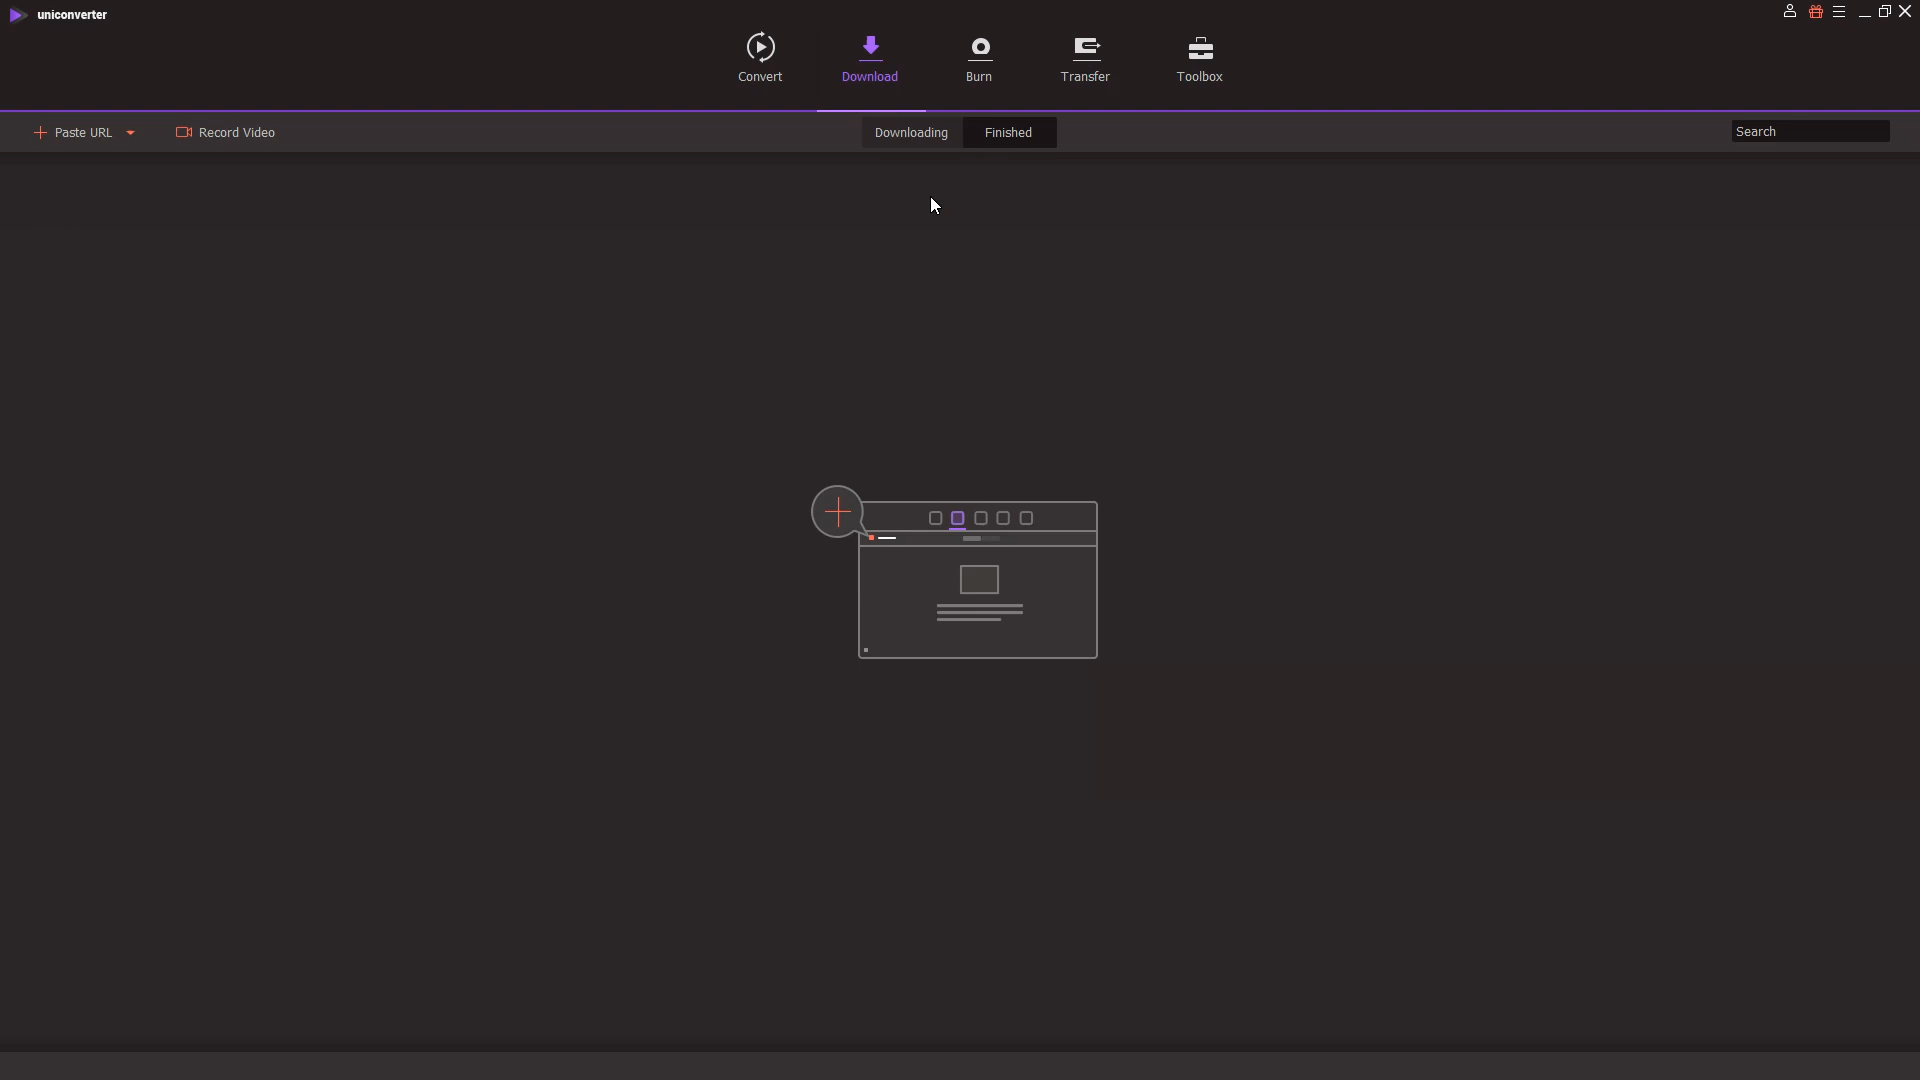 uniconverter
Convert
Download
Burn
Transfer
Toolbox
Paste URL
Record Video
Downloading
Finished
Search